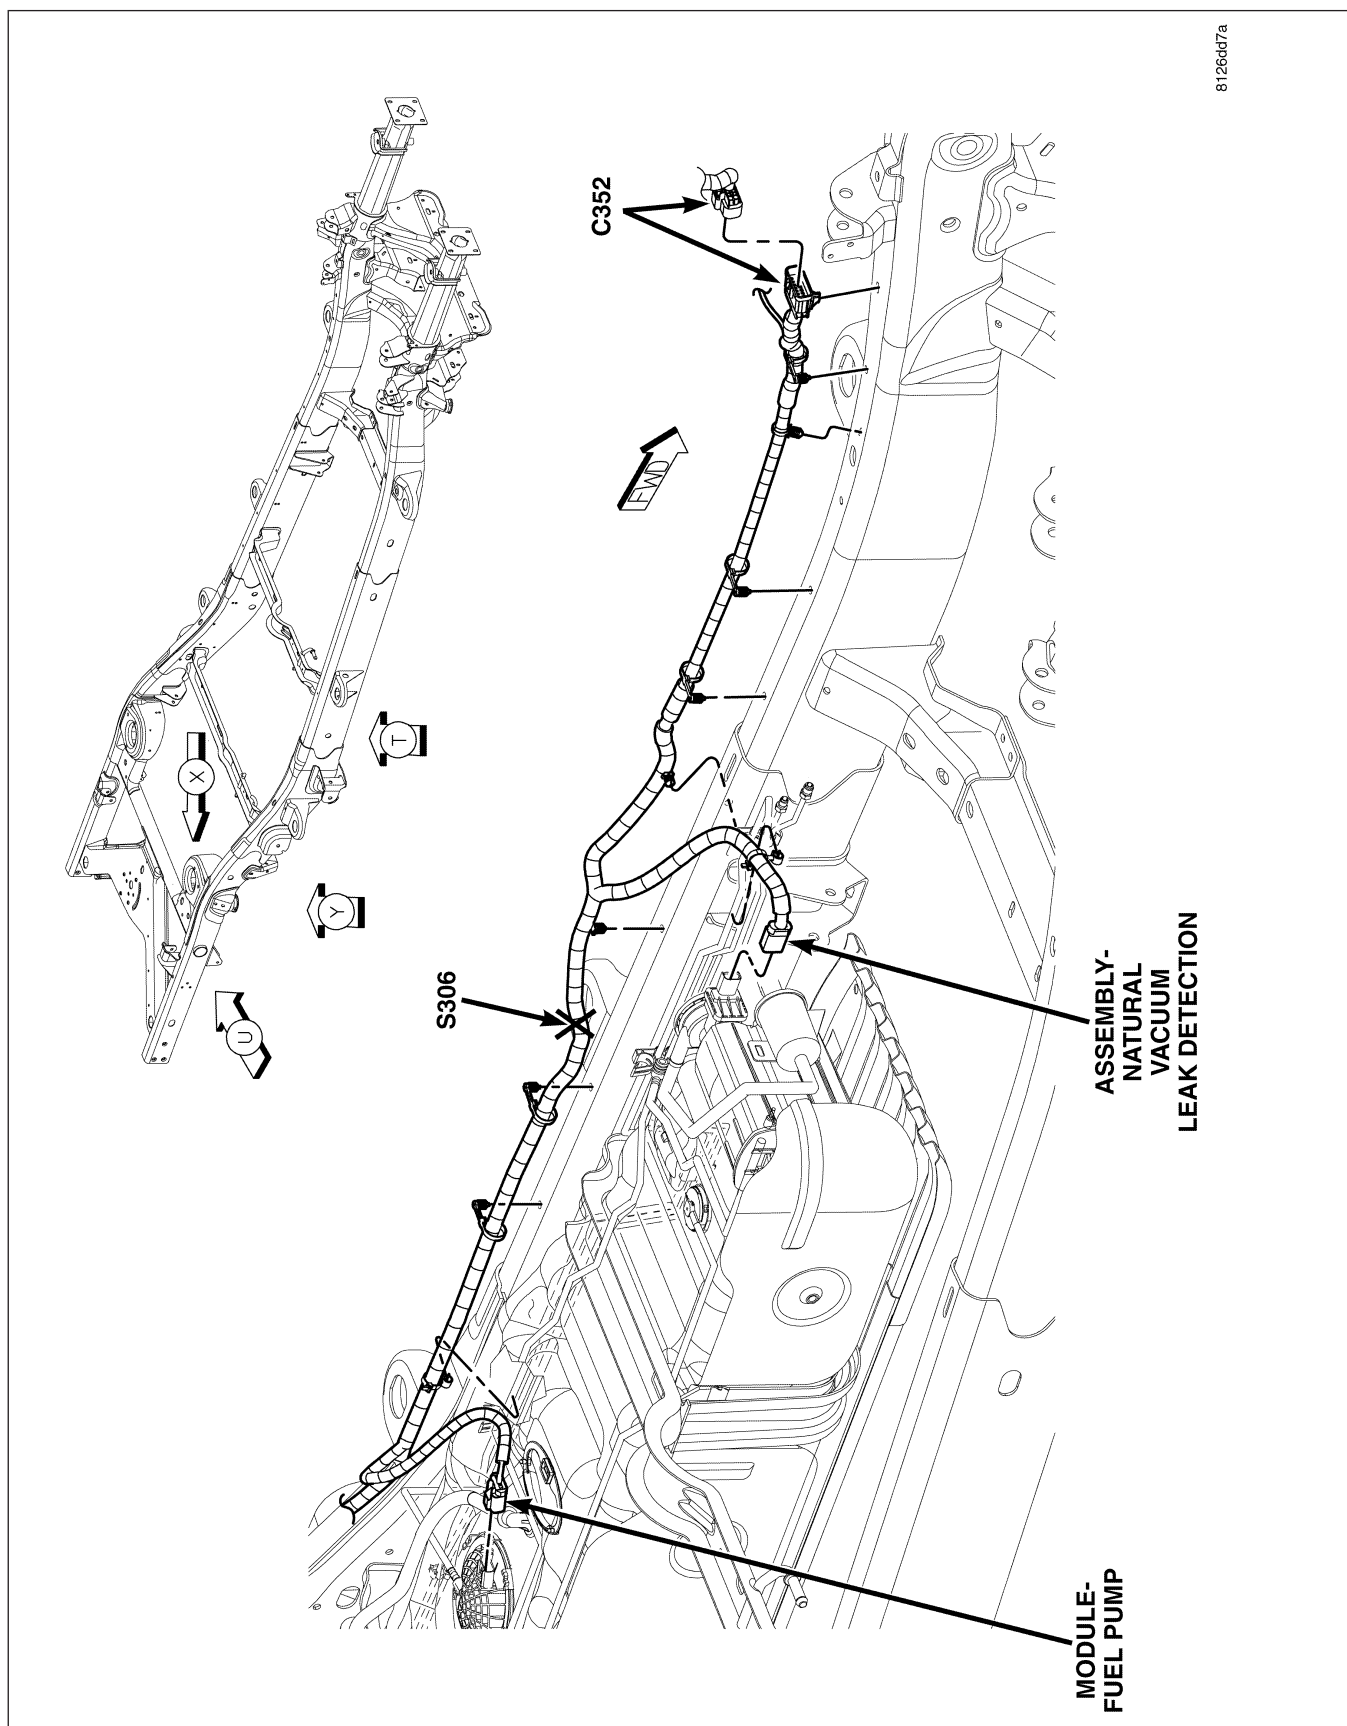 8126dd7a
C352
FWD
X
T
Y
U
S306
ASSEMBLY-
NATURAL
VACUUM
LEAK DETECTION
MODULE-
FUEL PUMP